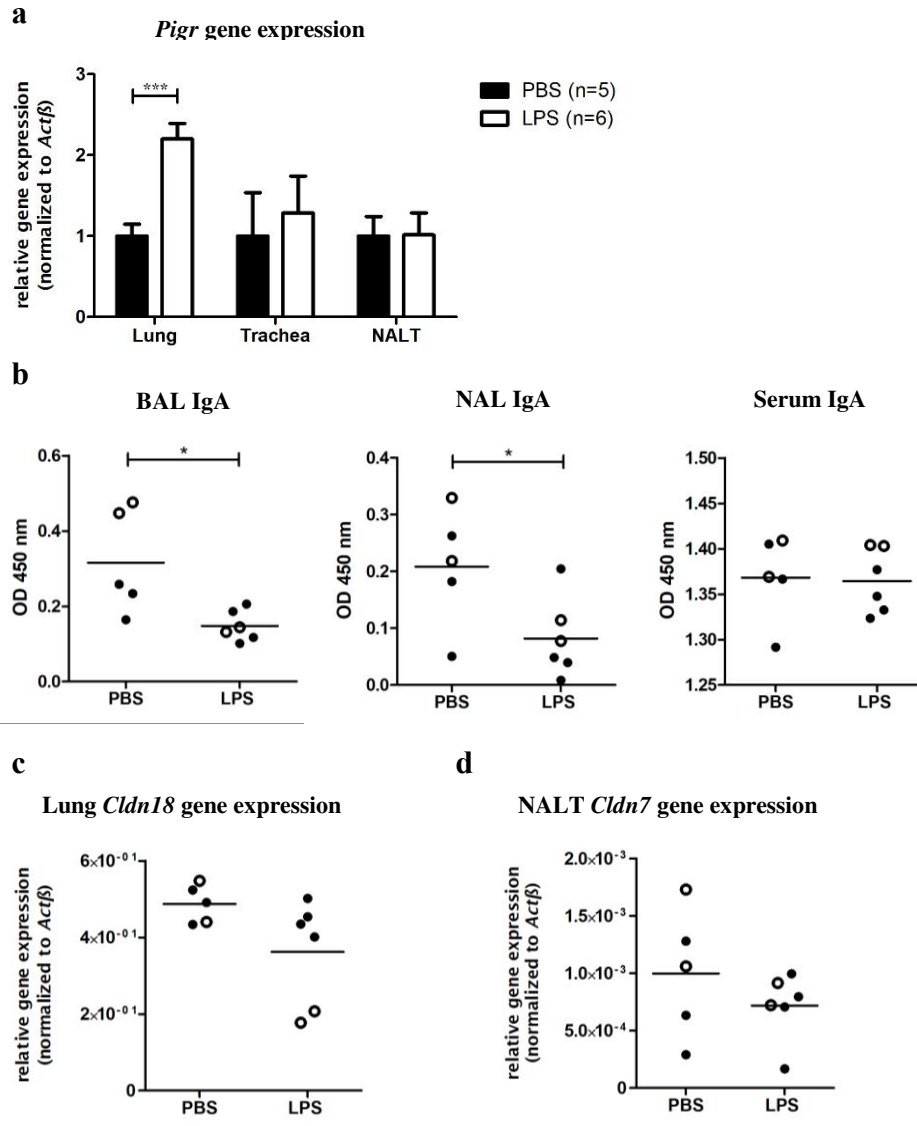 a
Pigr gene expression
relative gene expression
(normalized to Actß)
3
2
1
0
***
Lung
Trachea
NALT
PBS (n=5)
LPS (n=6)
b
BAL IgA
OD 450 nm
0.6
0.4
0.2
0.0
*
PBS
LPS
NAL IgA
OD 450 nm
0.4
0.3
0.2
0.1
0.0
*
PBS
LPS
Serum IgA
OD 450 nm
1.50
1.45
1.40
1.35
1.30
1.25
PBS
LPS
c
Lung Cldn18 gene expression
relative gene expression
(normalized to Actß)
6×10⁻⁰¹
4×10⁻⁰¹
2×10⁻⁰¹
0
PBS
LPS
d
NALT Cldn7 gene expression
relative gene expression
(normalized to Actß)
2.0×10⁻³
1.5×10⁻³
1.0×10⁻³
5.0×10⁻⁴
0
PBS
LPS